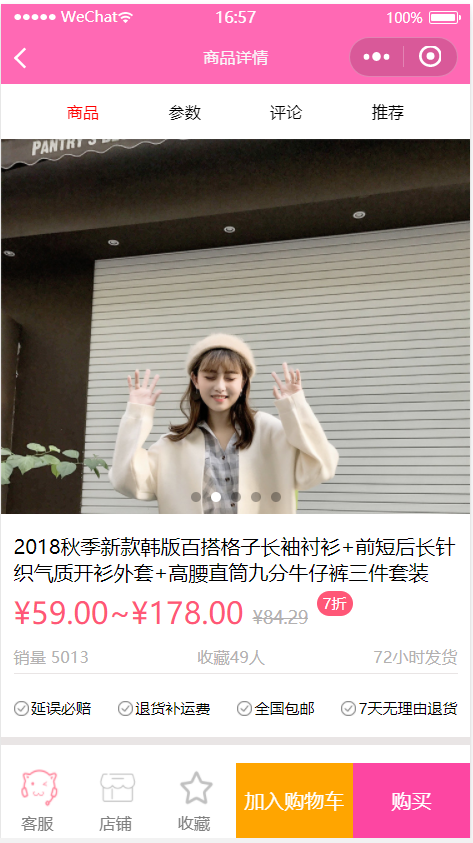 WeChat 16:57 100%
商品详情
商品 参数 评论 推荐
PANTRY'S
2018秋季新款韩版百搭格子长袖衬衫+前短后长针
织气质开衫外套+高腰直筒九分牛仔裤三件套装
¥59.00~¥178.00 ¥84.29 7折
销量 5013 收藏49人 72小时发货
延误必赔 退货补运费 全国包邮 7天无理由退货
客服 店铺 收藏 加入购物车 购买